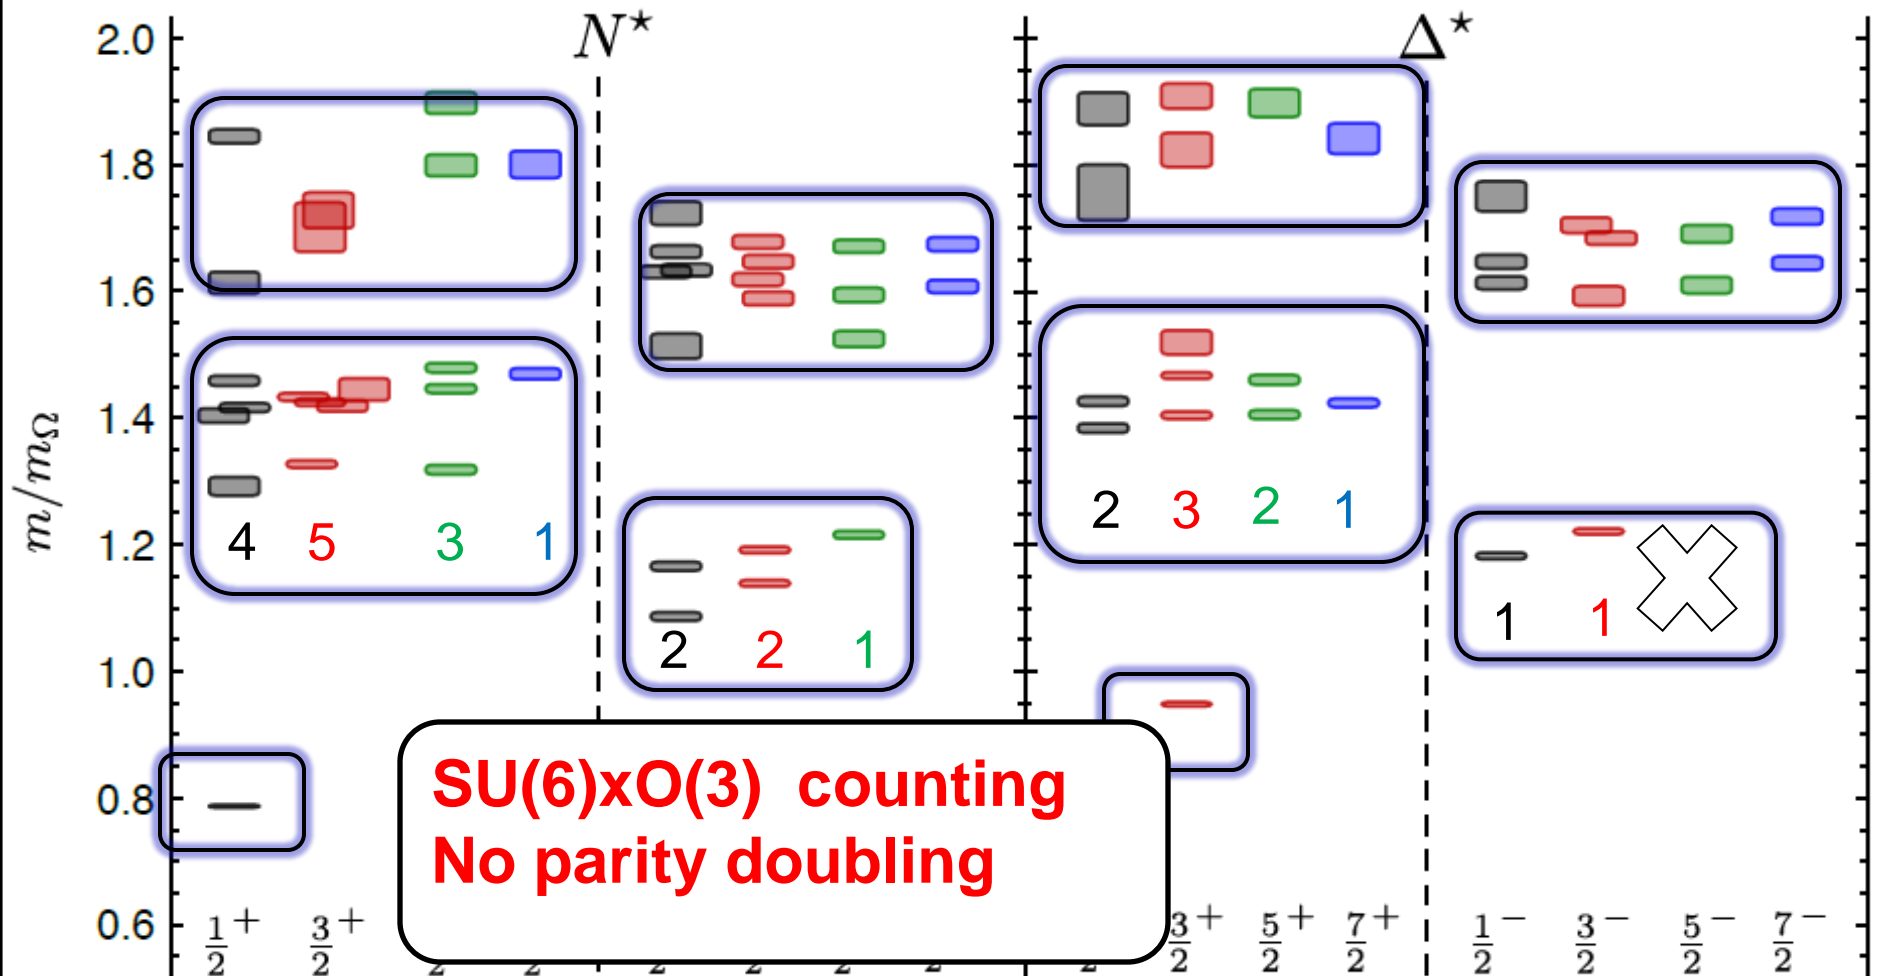 N* Δ*
2.0
1.8
1.6
1.4
1.2
1.0
0.8
0.6
m/mΩ
4 5 3 1
2 2 1
2 3 2 1
1 1
SU(6)xO(3) counting
No parity doubling
1/2+ 3/2+ 3/2+ 5/2+ 7/2+ 1/2− 3/2− 5/2− 7/2−